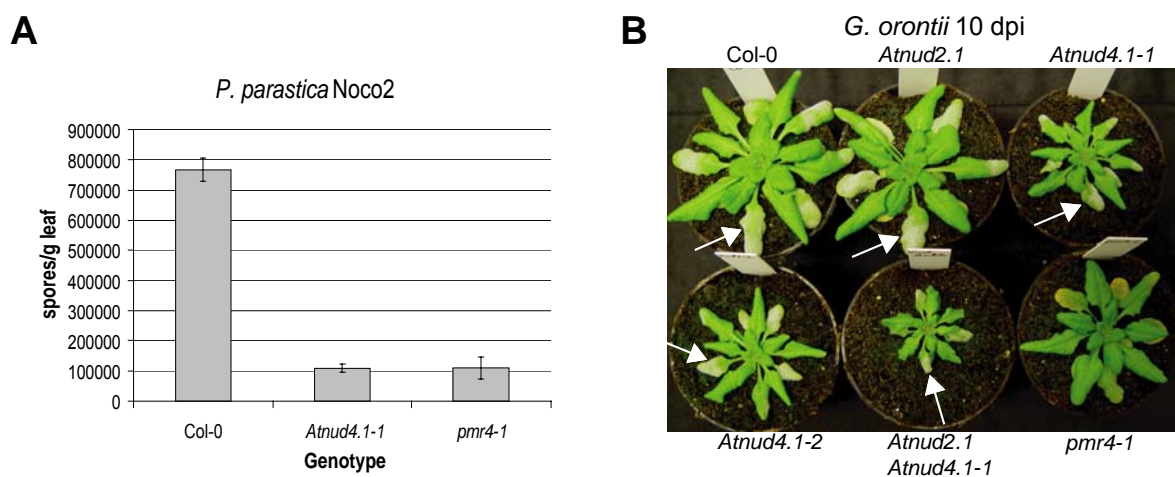 A
P. parastica Noco2
900000
800000
700000
600000
500000
400000
300000
200000
100000
0
spores/g leaf
Col-0 Atnud4.1-1 pmr4-1
Genotype
B
G. orontii 10 dpi
Col-0 Atnud2.1 Atnud4.1-1
Atnud4.1-2 Atnud2.1 pmr4-1
Atnud4.1-1